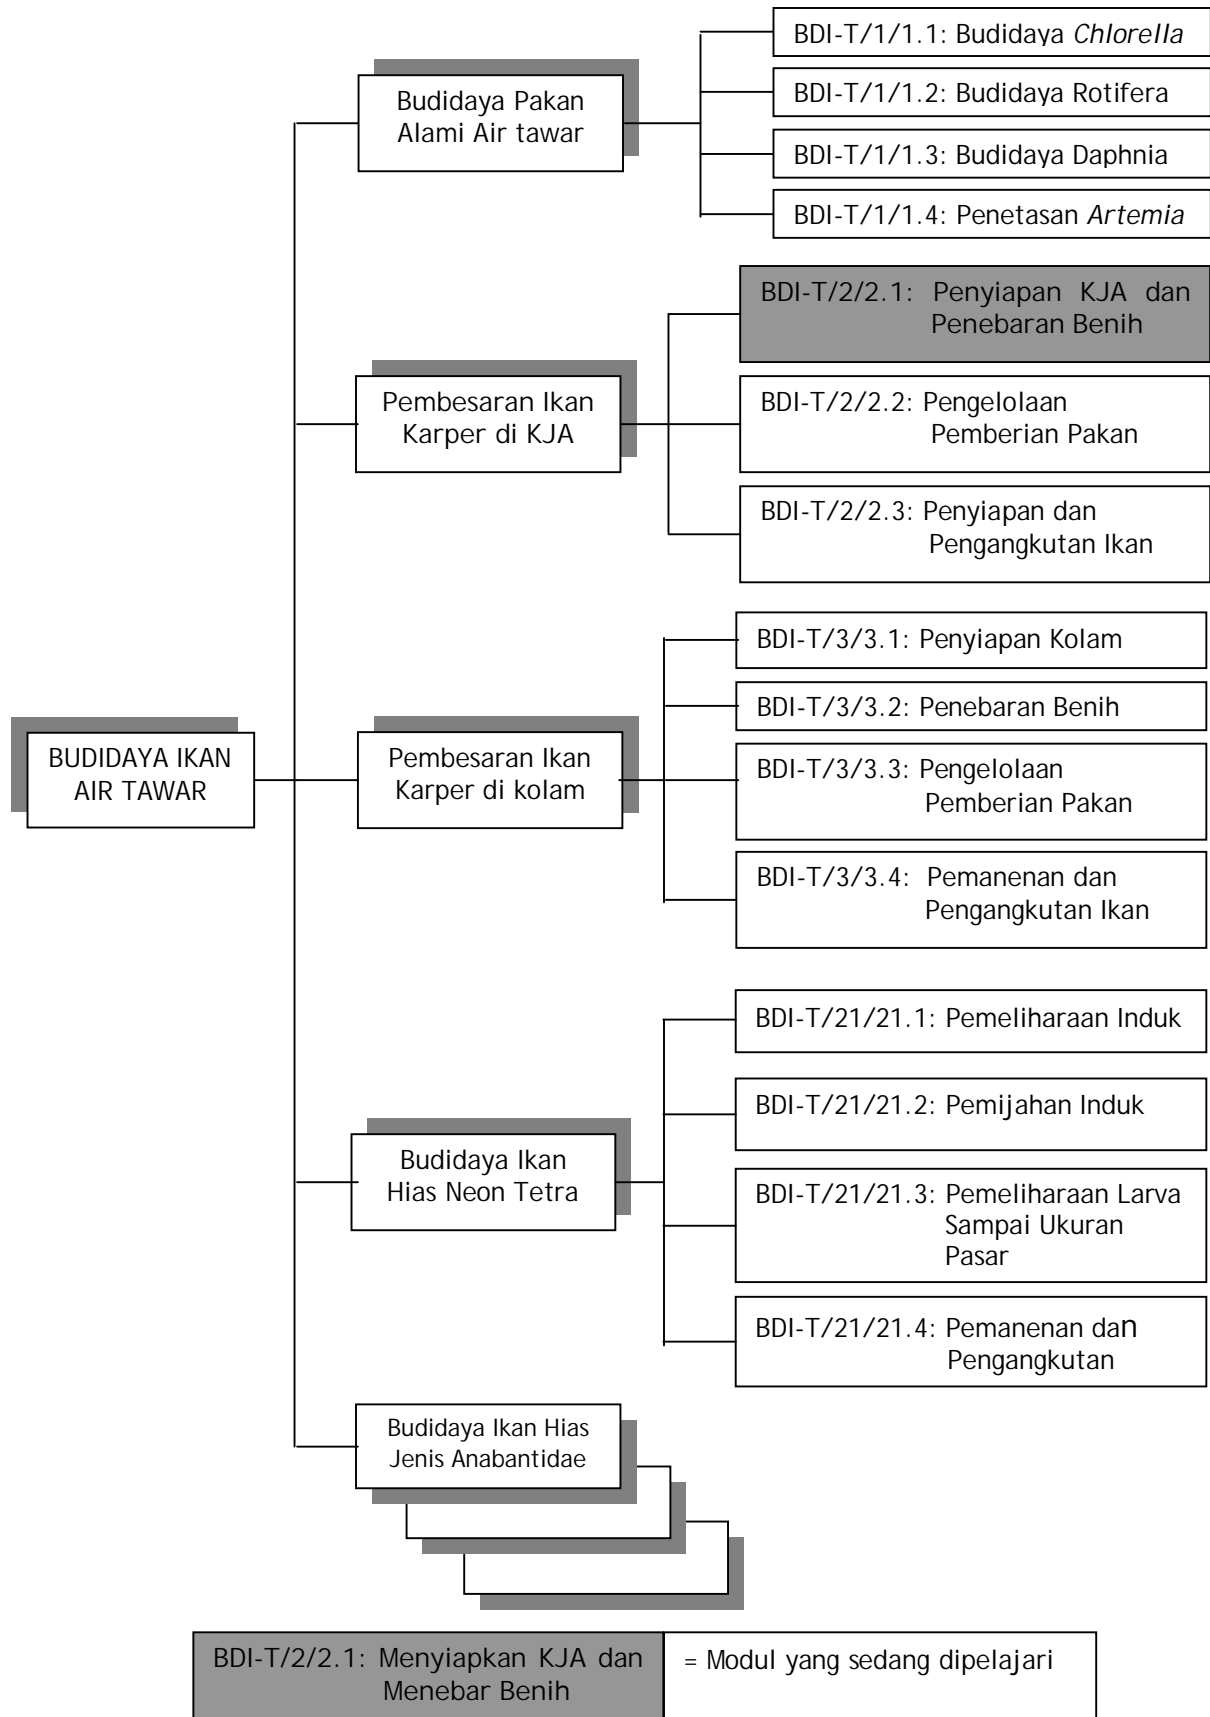 BUDIDAYA IKAN
AIR TAWAR
Budidaya Pakan
Alami Air tawar
BDI-T/1/1.1: Budidaya Chlorella
BDI-T/1/1.2: Budidaya Rotifera
BDI-T/1/1.3: Budidaya Daphnia
BDI-T/1/1.4: Penetasan Artemia
Pembesaran Ikan
Karper di KJA
BDI-T/2/2.1: Penyiapan KJA dan
Penebaran Benih
BDI-T/2/2.2: Pengelolaan
Pemberian Pakan
BDI-T/2/2.3: Penyiapan dan
Pengangkutan Ikan
Pembesaran Ikan
Karper di kolam
BDI-T/3/3.1: Penyiapan Kolam
BDI-T/3/3.2: Penebaran Benih
BDI-T/3/3.3: Pengelolaan
Pemberian Pakan
BDI-T/3/3.4: Pemanenan dan
Pengangkutan Ikan
Budidaya Ikan
Hias Neon Tetra
BDI-T/21/21.1: Pemeliharaan Induk
BDI-T/21/21.2: Pemijahan Induk
BDI-T/21/21.3: Pemeliharaan Larva
Sampai Ukuran
Pasar
BDI-T/21/21.4: Pemanenan dan
Pengangkutan
Budidaya Ikan Hias
Jenis Anabantidae
BDI-T/2/2.1: Menyiapkan KJA dan
Menebar Benih
= Modul yang sedang dipelajari